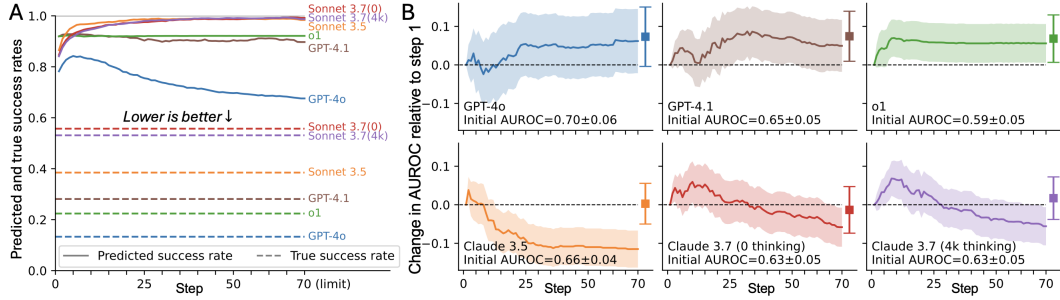 A
Predicted and true success rates
1.0
0.8
0.6
0.4
0.2
0.0
Sonnet 3.7(0)
Sonnet 3.7(4k)
Sonnet 3.5
o1
GPT-4.1
GPT-4o
Lower is better↓
Sonnet 3.7(0)
Sonnet 3.7(4k)
Sonnet 3.5
GPT-4.1
o1
GPT-4o
Predicted success rate
True success rate
0
25
50
70 (limit)
Step
B
Change in AUROC relative to step 1
0.1
0.0
−0.1
GPT-4o
Initial AUROC=0.70±0.06
GPT-4.1
Initial AUROC=0.65±0.05
o1
Initial AUROC=0.59±0.05
0.1
0.0
−0.1
Claude 3.5
Initial AUROC=0.66±0.04
0
25
50
70
Step
Claude 3.7 (0 thinking)
Initial AUROC=0.63±0.05
0
25
50
70
Step
Claude 3.7 (4k thinking)
Initial AUROC=0.63±0.05
0
25
50
70
Step